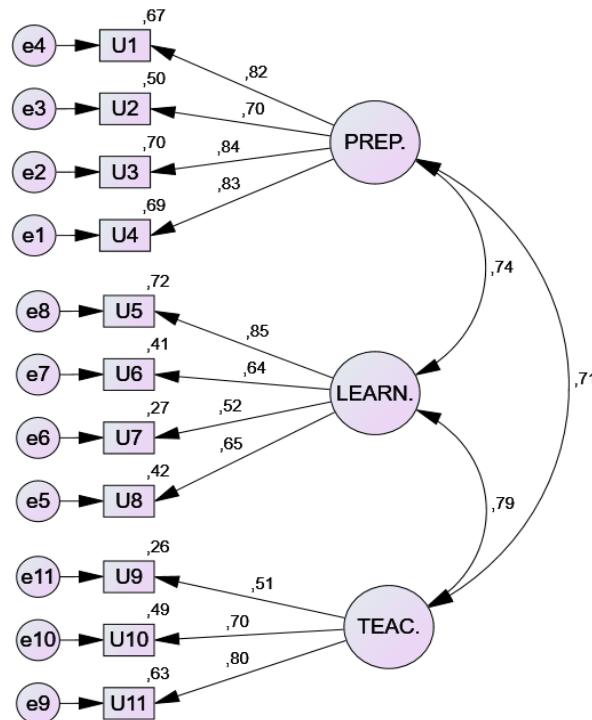 ,67
e4 U1
,82
,50
e3 U2
,70
PREP.
,70
e2 U3
,84
,69
e1 U4
,83
,74
,72
e8 U5
,85
,41
e7 U6
,64
LEARN.
,71
,27
e6 U7
,52
,42
e5 U8
,65
,79
,26
e11 U9
,51
,49
e10 U10
,70
TEAC.
,63
e9 U11
,80